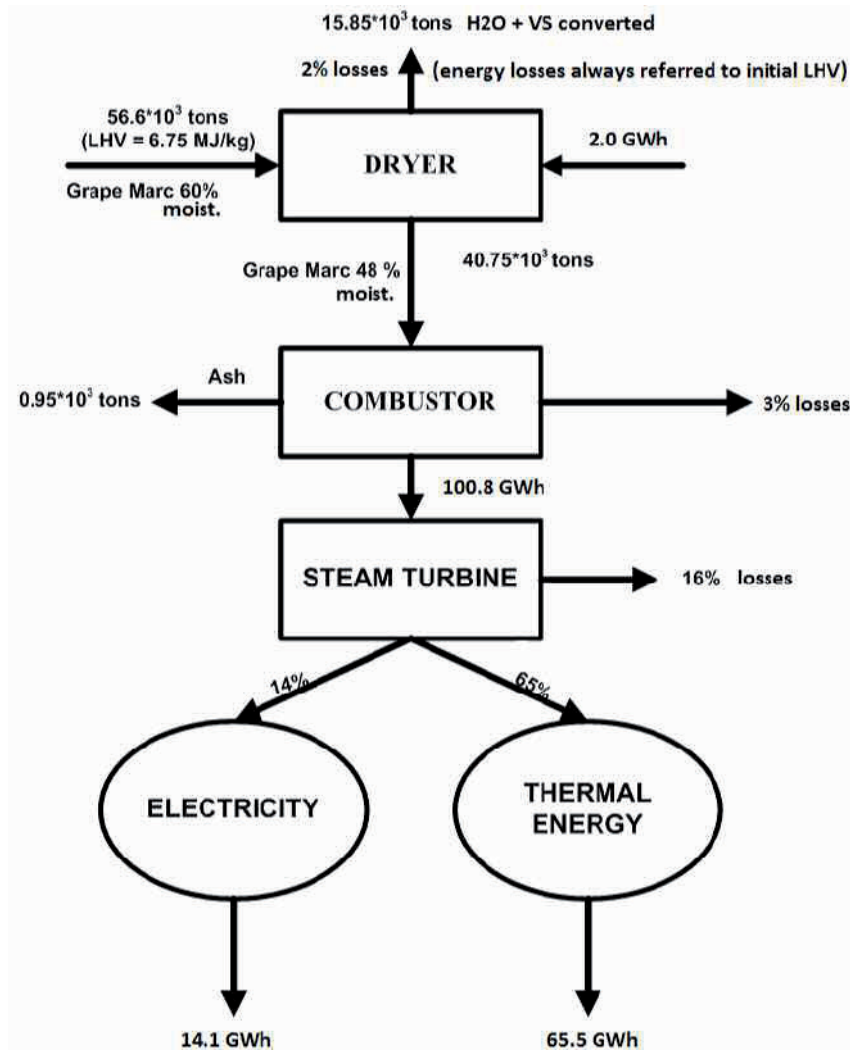 15.85*10³ tons H2O + VS converted
2% losses (energy losses always referred to initial LHV)
56.6*10³ tons
(LHV = 6.75 MJ/kg)
DRYER
2.0 GWh
Grape Marc 60%
moist.
Grape Marc 48 %
moist.
40.75*10³ tons
Ash
0.95*10³ tons
COMBUSTOR
3% losses
100.8 GWh
STEAM TURBINE
16% losses
14%
65%
ELECTRICITY
THERMAL
ENERGY
14.1 GWh
65.5 GWh